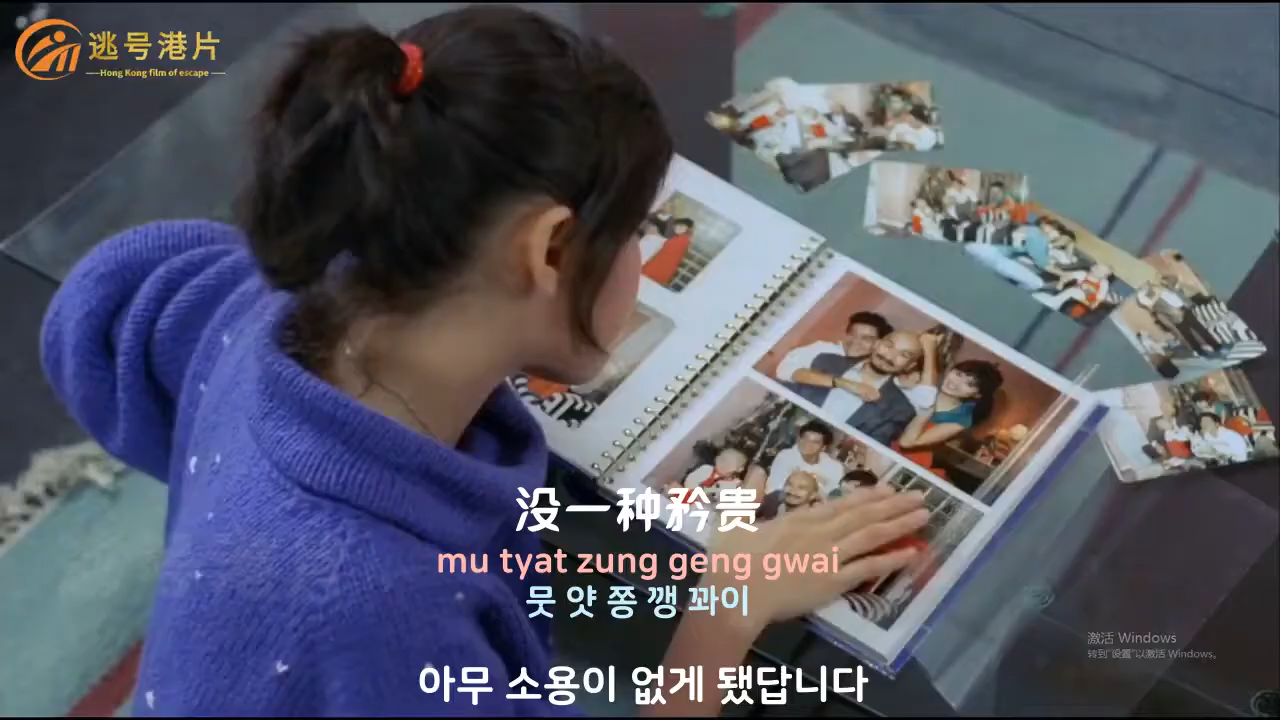 逃号港片
Hong Kong film of escape
没一种矜贵
mu tyat zung geng gwai
뭇 얏 쫑 깽 꽈이
激活 Windows
转到"设置"以激活 Windows。
아무 소용이 없게 됐답니다